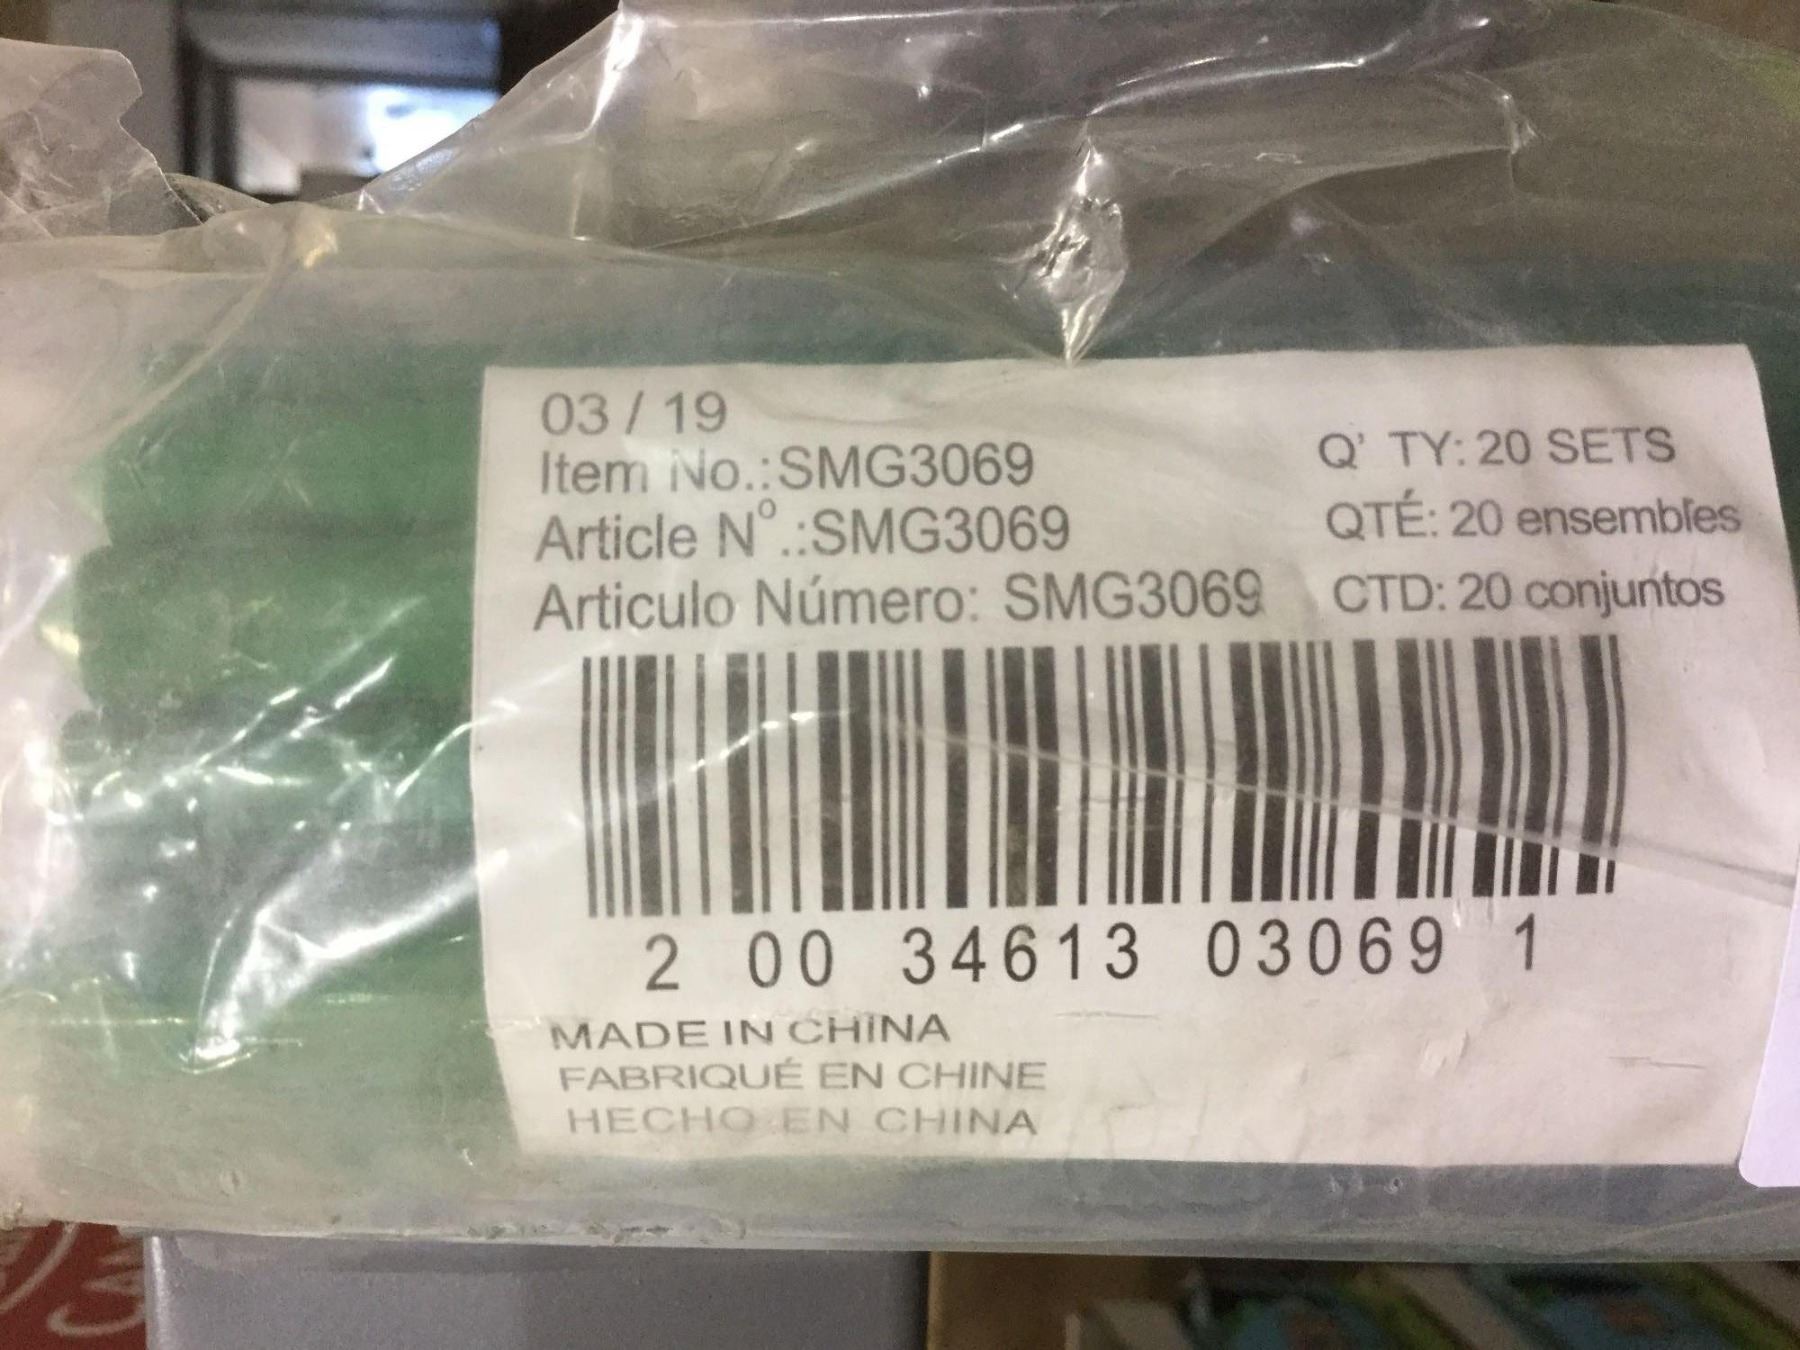 03 / 19
Item No.:SMG3069
Article Nº.:SMG3069
Articulo Número: SMG3069
Q' TY: 20 SETS
QTÉ: 20 ensembles
CTD: 20 conjuntos
2 00 34613 03069 1
MADE IN CHINA
FABRIQUÉ EN CHINE
HECHO EN CHINA